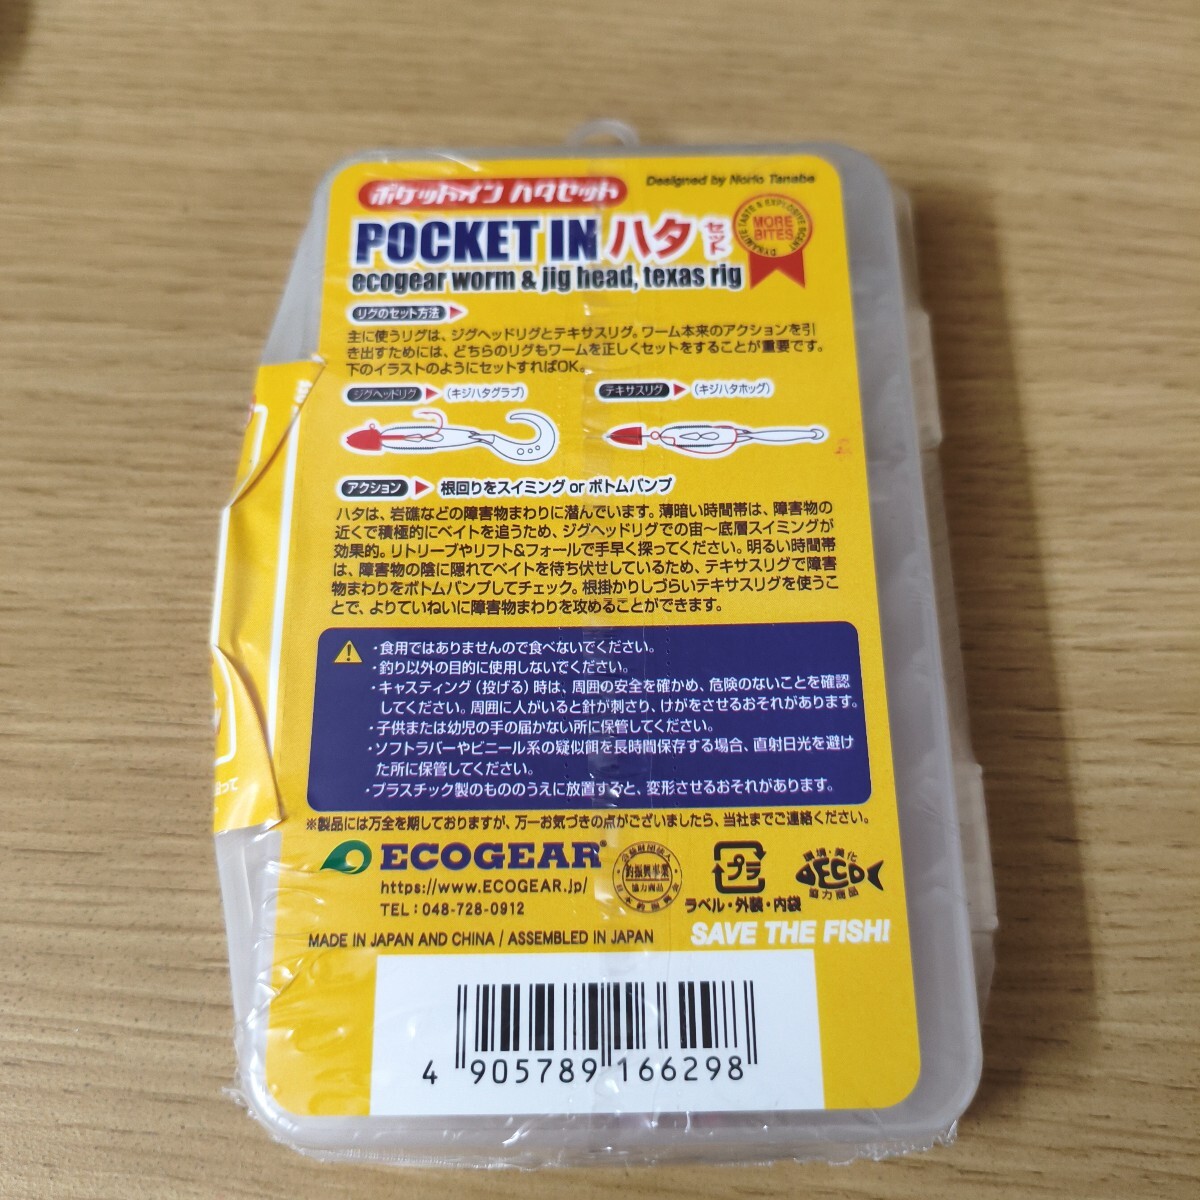 ポケットイン ハタセット
Designed by Norio Tanabe
POCKET IN ハタ セット
DYNAMITE TASTE & EXPLOSIVE SCENT
MORE
BITES
ecogear worm & jig head, texas rig
リグのセット方法
主に使うリグは、ジグヘッドリグとテキサスリグ。ワーム本来のアクションを引
き出すためには、どちらのリグもワームを正しくセットをすることが重要です。
下のイラストのようにセットすればOK。
ジグヘッドリグ (キジハタグラブ)
テキサスリグ (キジハタホッグ)
アクション 根回りをスイミング or ボトムバンプ
ハタは、岩礁などの障害物まわりに潜んでいます。薄暗い時間帯は、障害物の
近くで積極的にベイトを追うため、ジグヘッドリグでの宙〜底層スイミングが
効果的。リトリーブやリフト&フォールで手早く探ってください。明るい時間帯
は、障害物の陰に隠れてベイトを待ち伏せしているため、テキサスリグで障害
物まわりをボトムバンプしてチェック。根掛かりしづらいテキサスリグを使うこ
とで、よりていねいに障害物まわりを攻めることができます。
・食用ではありませんので食べないでください。
・釣り以外の目的に使用しないでください。
・キャスティング(投げる)時は、周囲の安全を確かめ、危険のないことを確認
してください。周囲に人がいると針が刺さり、けがをさせるおそれがあります。
・子供または幼児の手の届かない所に保管してください。
・ソフトラバーやビニール系の疑似餌を長時間保存する場合、直射日光を避け
た所に保管してください。
・プラスチック製のもののうえに放置すると、変形させるおそれがあります。
※製品には万全を期しておりますが、万一お気づきの点がございましたら、当社までご連絡ください。
ECOGEAR®
https://www.ECOGEAR.jp/
TEL : 048-728-0912
公益財団法人
釣振興事業
協力商品
日本釣振興会
プラ
ラベル・外装・内袋
環境・美化
ECO
協力商品
MADE IN JAPAN AND CHINA / ASSEMBLED IN JAPAN
SAVE THE FISH!
4 905789 166298